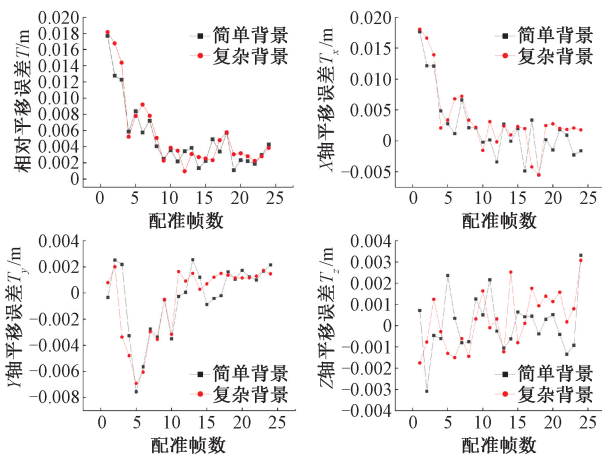 0.020
0.018
0.016
0.014
0.012
0.010
0.008
0.006
0.004
0.002
0
相对平移误差T/m
简单背景
复杂背景
0 5 10 15 20 25
配准帧数
0.020
0.015
0.010
0.005
0
−0.005
X轴平移误差Tx/m
简单背景
复杂背景
0 5 10 15 20 25
配准帧数
0.004
0.002
0
−0.002
−0.004
−0.006
−0.008
Y轴平移误差Ty/m
简单背景
复杂背景
0 5 10 15 20 25
配准帧数
0.004
0.003
0.002
0.001
0
−0.001
−0.002
−0.003
−0.004
Z轴平移误差Tz/m
简单背景
复杂背景
0 5 10 15 20 25
配准帧数